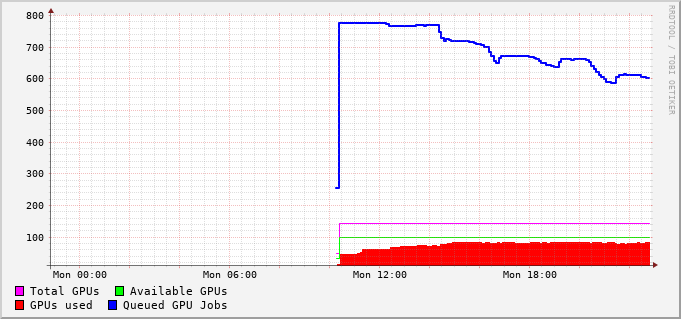 800
700
600
500
400
300
200
100
Mon 00:00 Mon 06:00 Mon 12:00 Mon 18:00
Total GPUs Available GPUs
GPUs used Queued GPU Jobs
RRDTOOL / TOBI OETIKER